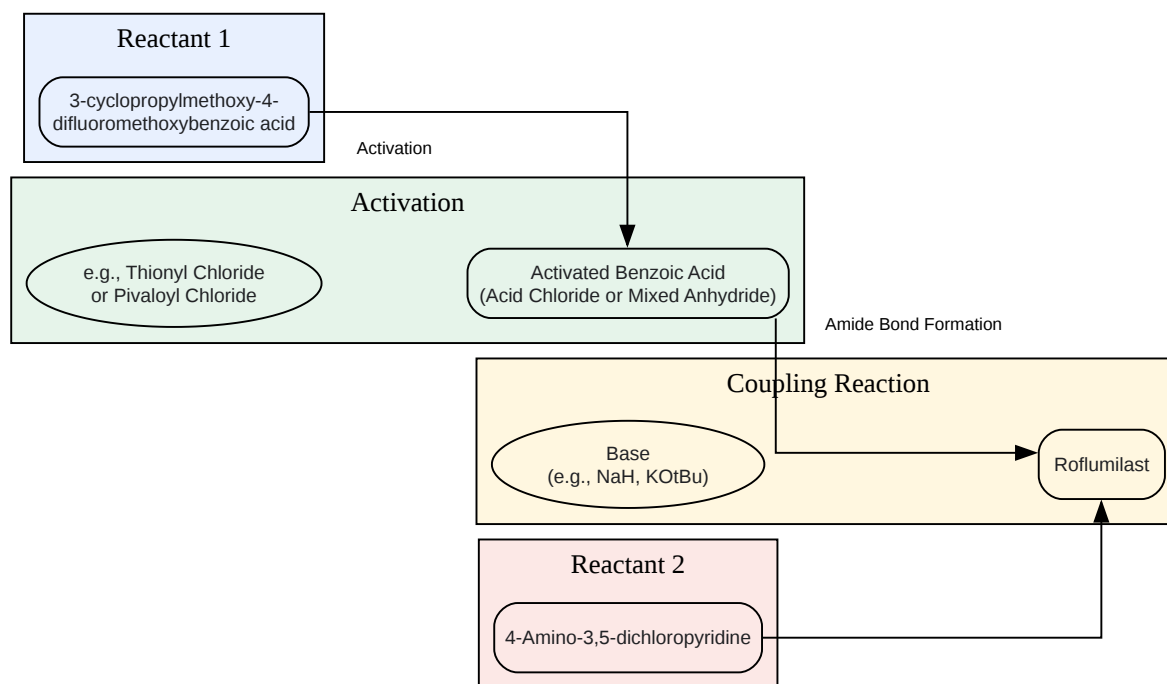 Reactant 1
3-cyclopropylmethoxy-4-
difluoromethoxybenzoic acid
Activation
Activation
e.g., Thionyl Chloride
or Pivaloyl Chloride
Activated Benzoic Acid
(Acid Chloride or Mixed Anhydride)
Amide Bond Formation
Coupling Reaction
Base
(e.g., NaH, KOtBu)
Roflumilast
Reactant 2
4-Amino-3,5-dichloropyridine